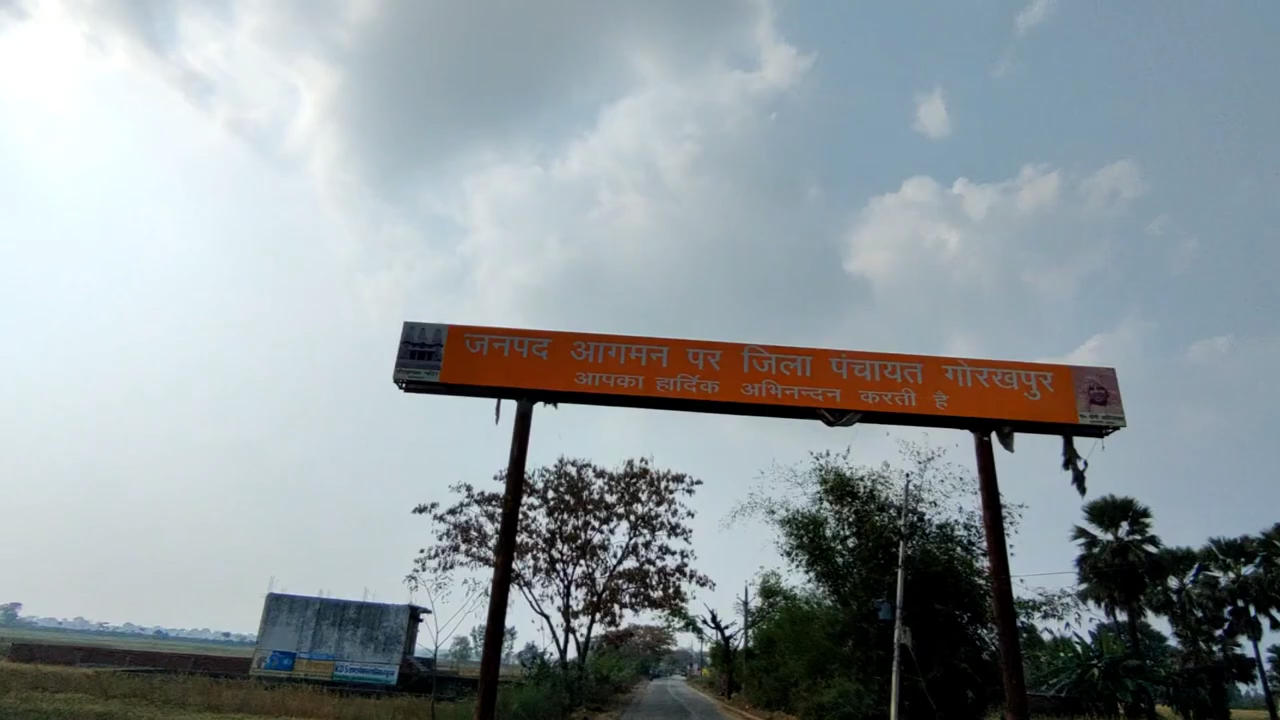 जनपद आगमन पर जिला पंचायत गोरखपुर
आपका हार्दिक अभिनन्दन करती है